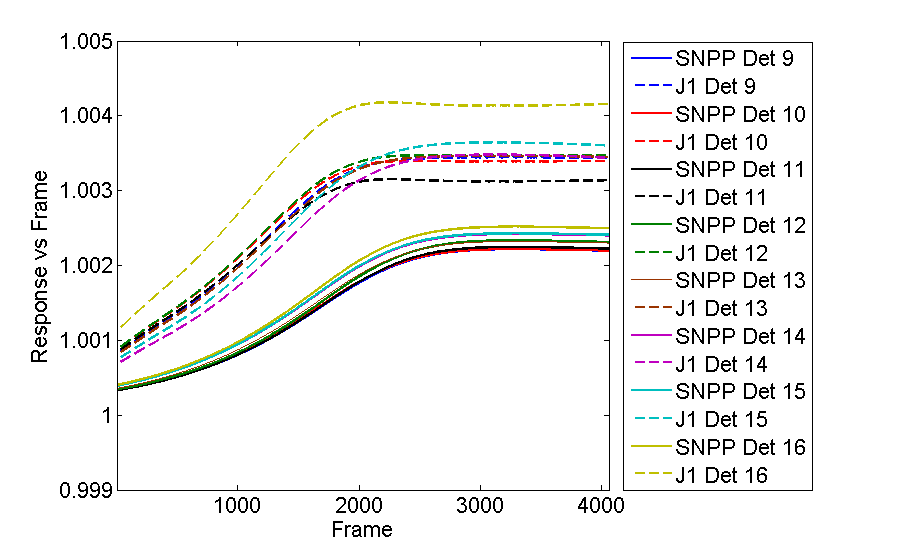 1.005
1.004
1.003
1.002
1.001
1
0.999
Response vs Frame
1000
2000
3000
4000
Frame
SNPP Det 9
J1 Det 9
SNPP Det 10
J1 Det 10
SNPP Det 11
J1 Det 11
SNPP Det 12
J1 Det 12
SNPP Det 13
J1 Det 13
SNPP Det 14
J1 Det 14
SNPP Det 15
J1 Det 15
SNPP Det 16
J1 Det 16